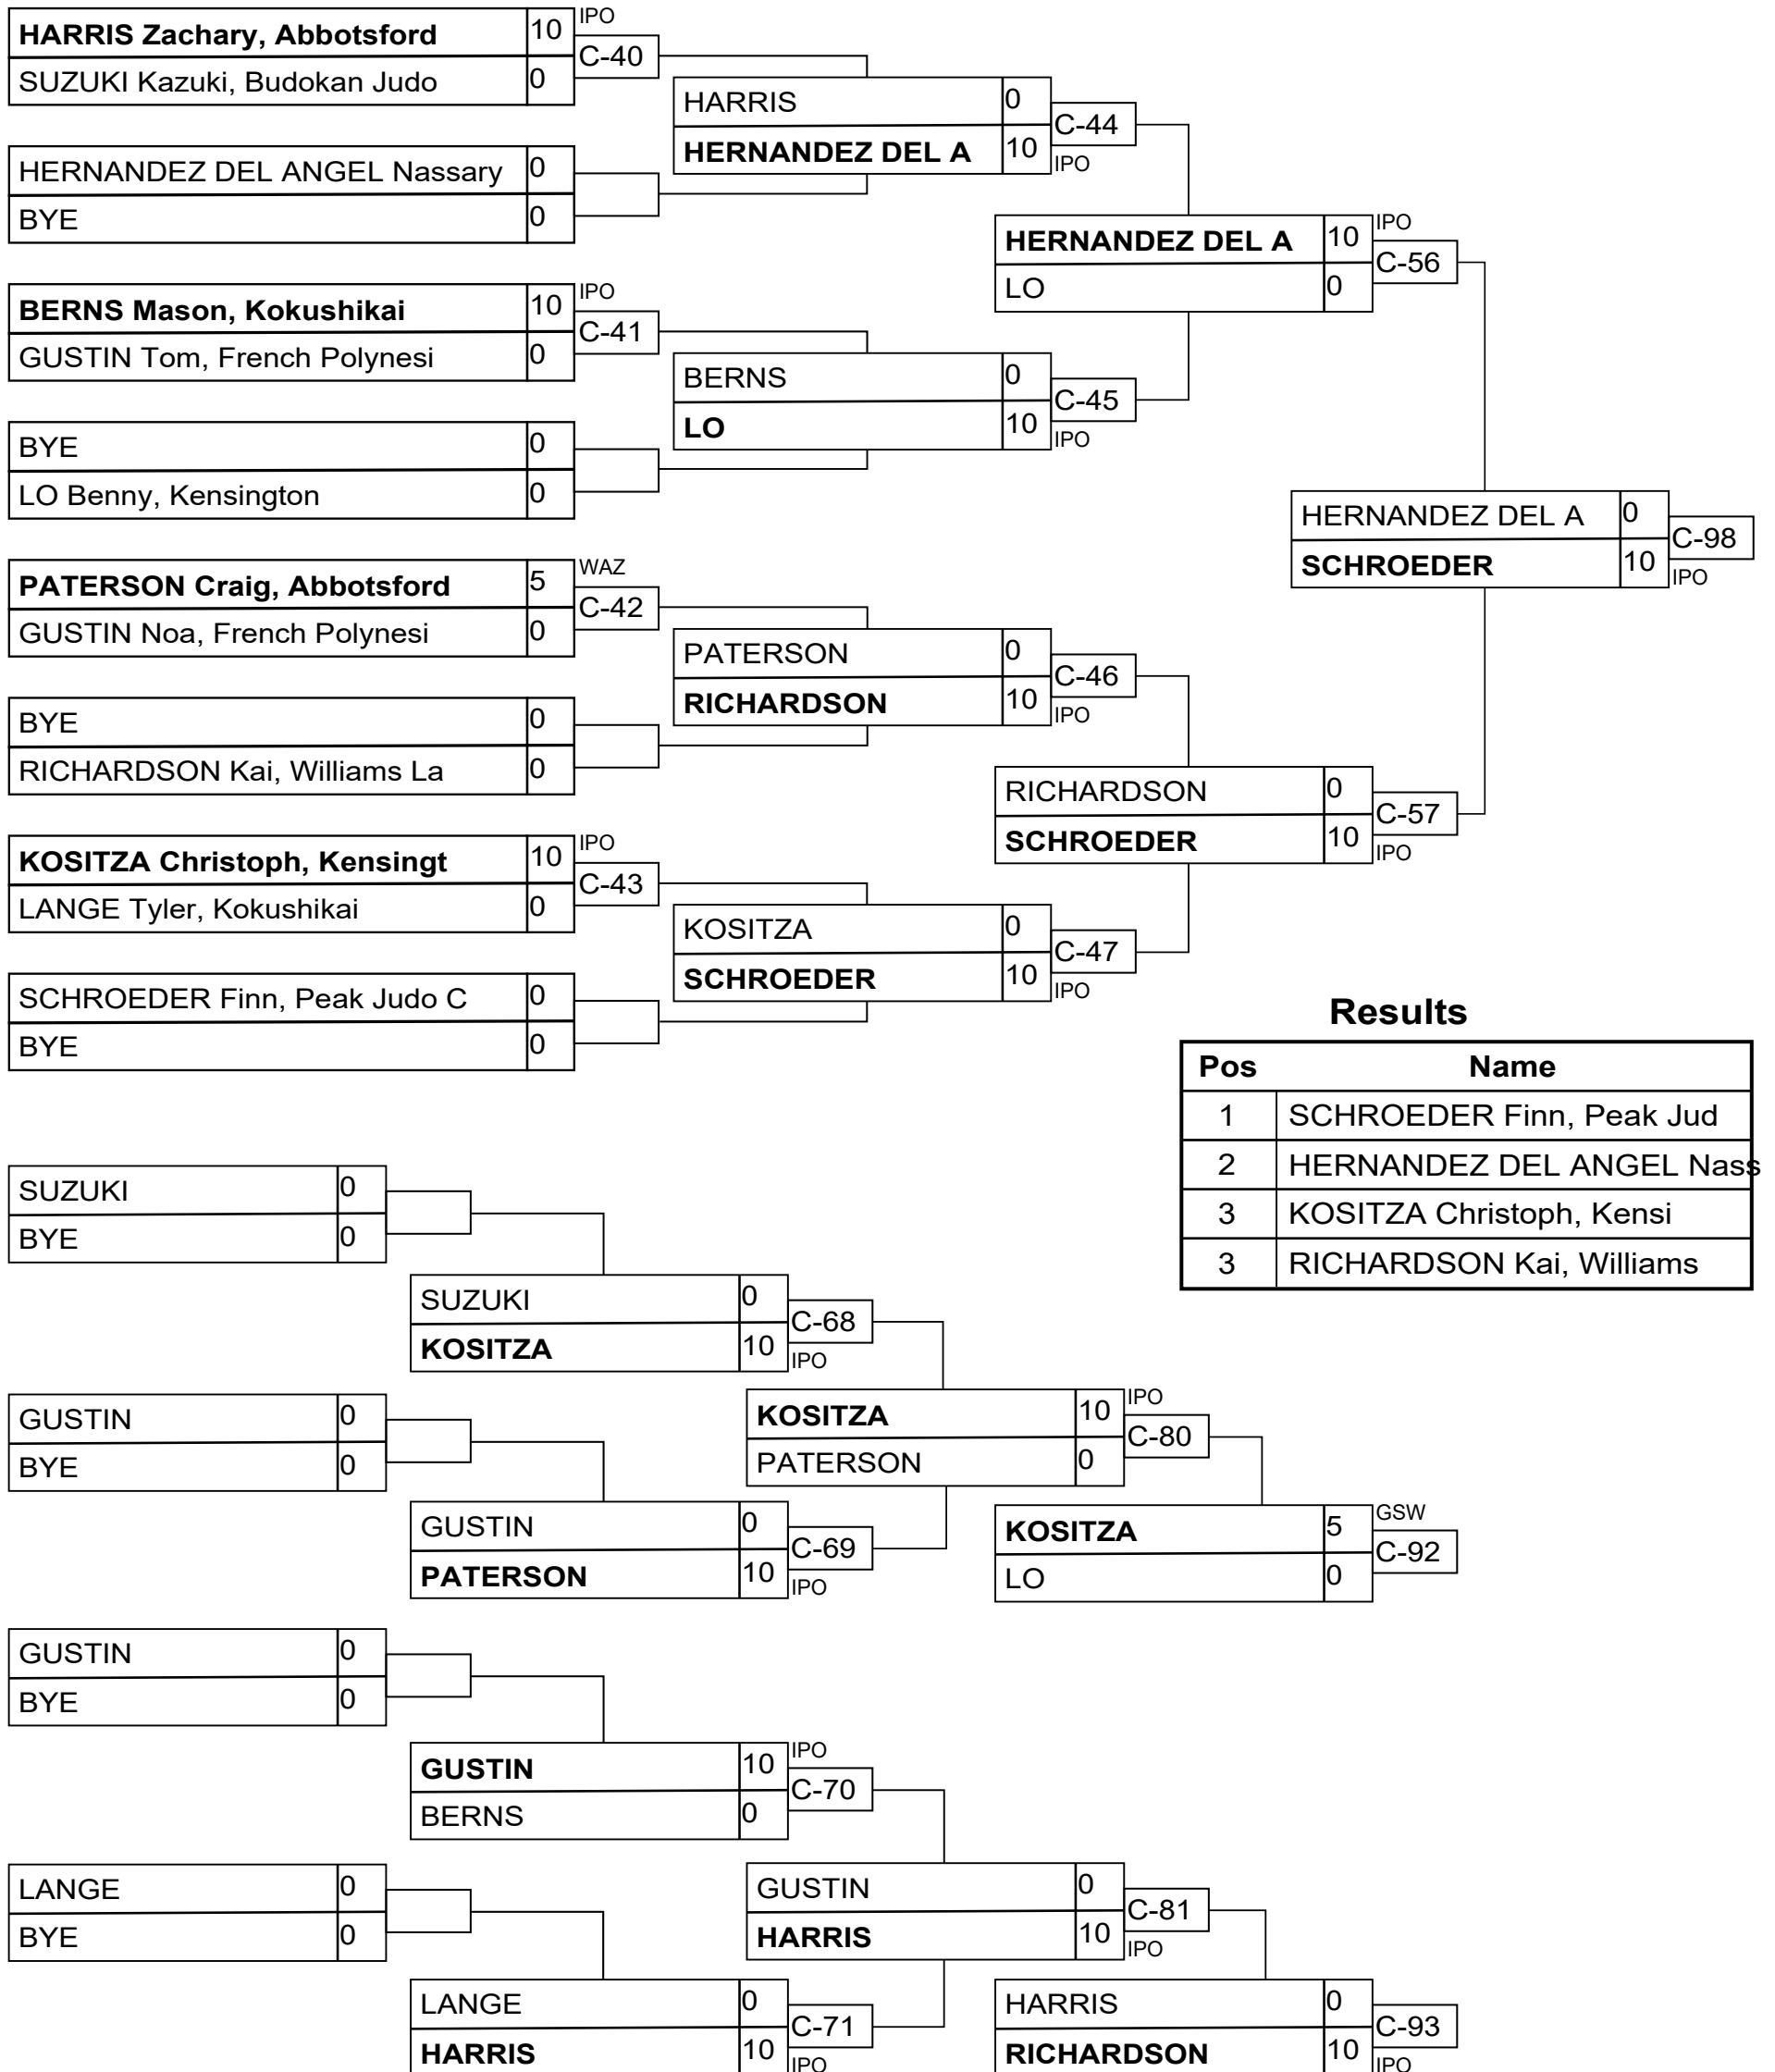 HARRIS Zachary, Abbotsford 10 IPO
SUZUKI Kazuki, Budokan Judo 0
C-40
HERNANDEZ DEL ANGEL Nassary 0
BYE 0
BERNS Mason, Kokushikai 10 IPO
GUSTIN Tom, French Polynesi 0
C-41
BYE 0
LO Benny, Kensington 0
PATERSON Craig, Abbotsford 5 WAZ
GUSTIN Noa, French Polynesi 0
C-42
BYE 0
RICHARDSON Kai, Williams La 0
KOSITZA Christoph, Kensingt 10 IPO
LANGE Tyler, Kokushikai 0
C-43
SCHROEDER Finn, Peak Judo C 0
BYE 0
HARRIS 0
HERNANDEZ DEL A 10 IPO
C-44
BERNS 0
LO 10 IPO
C-45
PATERSON 0
RICHARDSON 10 IPO
C-46
KOSITZA 0
SCHROEDER 10 IPO
C-47
HERNANDEZ DEL A 10 IPO
LO 0
C-56
RICHARDSON 0
SCHROEDER 10 IPO
C-57
HERNANDEZ DEL A 0
SCHROEDER 10 IPO
C-98
Results
Pos Name
1 SCHROEDER Finn, Peak Jud
2 HERNANDEZ DEL ANGEL Nass
3 KOSITZA Christoph, Kensi
3 RICHARDSON Kai, Williams
SUZUKI 0
BYE 0
GUSTIN 0
BYE 0
GUSTIN 0
BYE 0
LANGE 0
BYE 0
SUZUKI 0
KOSITZA 10 IPO
C-68
GUSTIN 0
PATERSON 10 IPO
C-69
GUSTIN 10 IPO
BERNS 0
C-70
LANGE 0
HARRIS 10 IPO
C-71
KOSITZA 10 IPO
PATERSON 0
C-80
GUSTIN 0
HARRIS 10 IPO
C-81
KOSITZA 5 GSW
LO 0
C-92
HARRIS 0
RICHARDSON 10 IPO
C-93